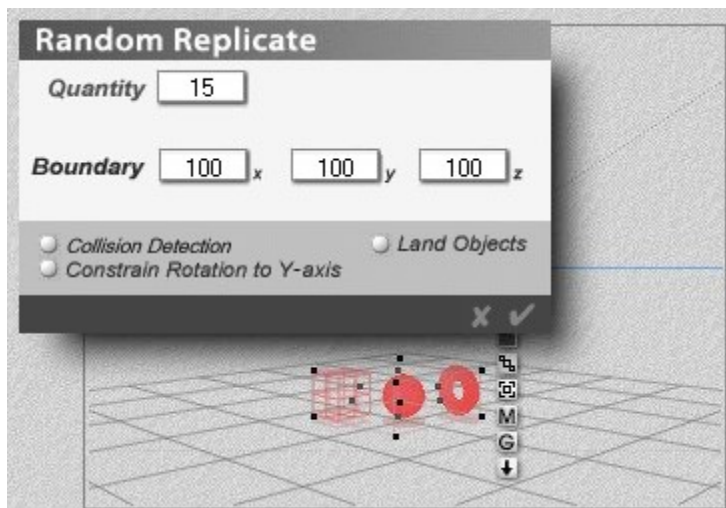 Random Replicate
Quantity 15
Boundary 100 x 100 y 100 z
Collision Detection Land Objects
Constrain Rotation to Y-axis
M
G